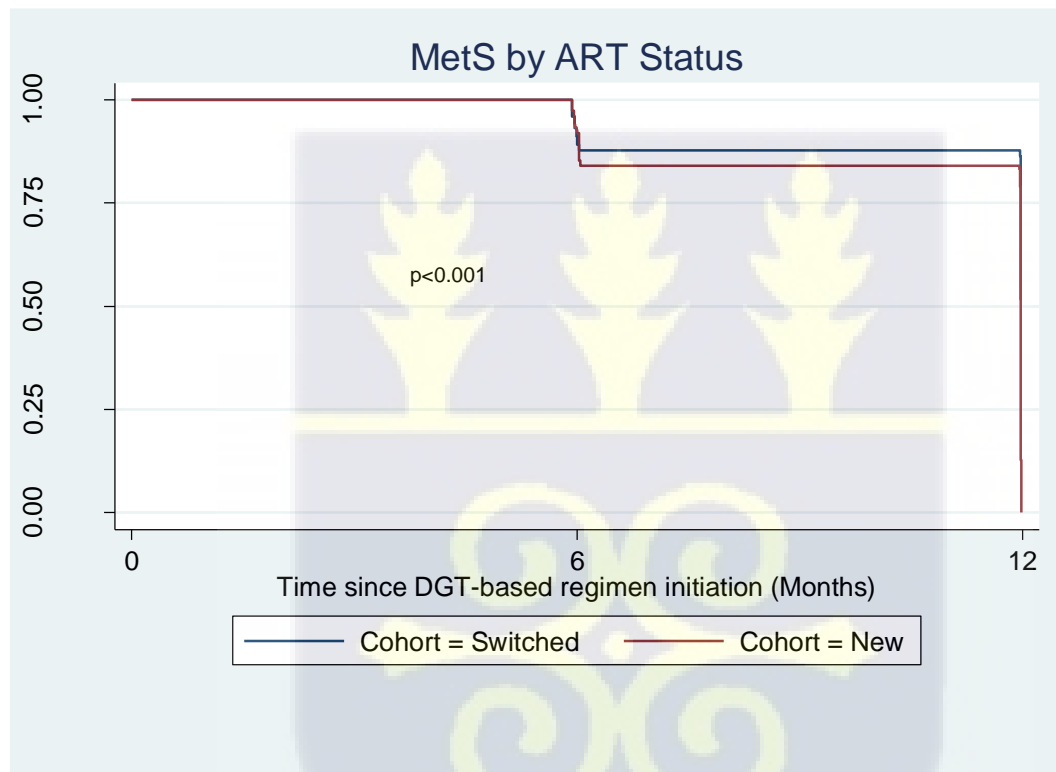 MetS by ART Status
1.00
0.75
0.50
0.25
0.00
p<0.001
0 6 12
Time since DGT-based regimen initiation (Months)
Cohort = Switched Cohort = New